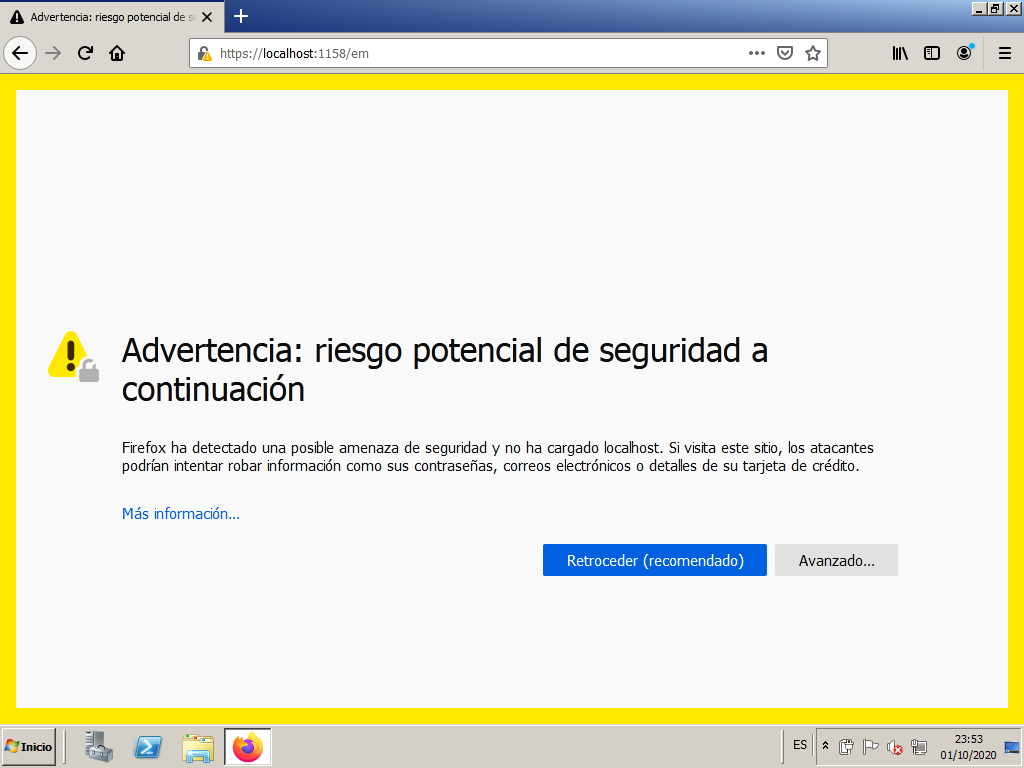 Advertencia: riesgo potencial de s
https://localhost:1158/em
Advertencia: riesgo potencial de seguridad a
continuación
Firefox ha detectado una posible amenaza de seguridad y no ha cargado localhost. Si visita este sitio, los atacantes
podrían intentar robar información como sus contraseñas, correos electrónicos o detalles de su tarjeta de crédito.
Más información...
Retroceder (recomendado)
Avanzado...
Inicio
ES
23:53
01/10/2020